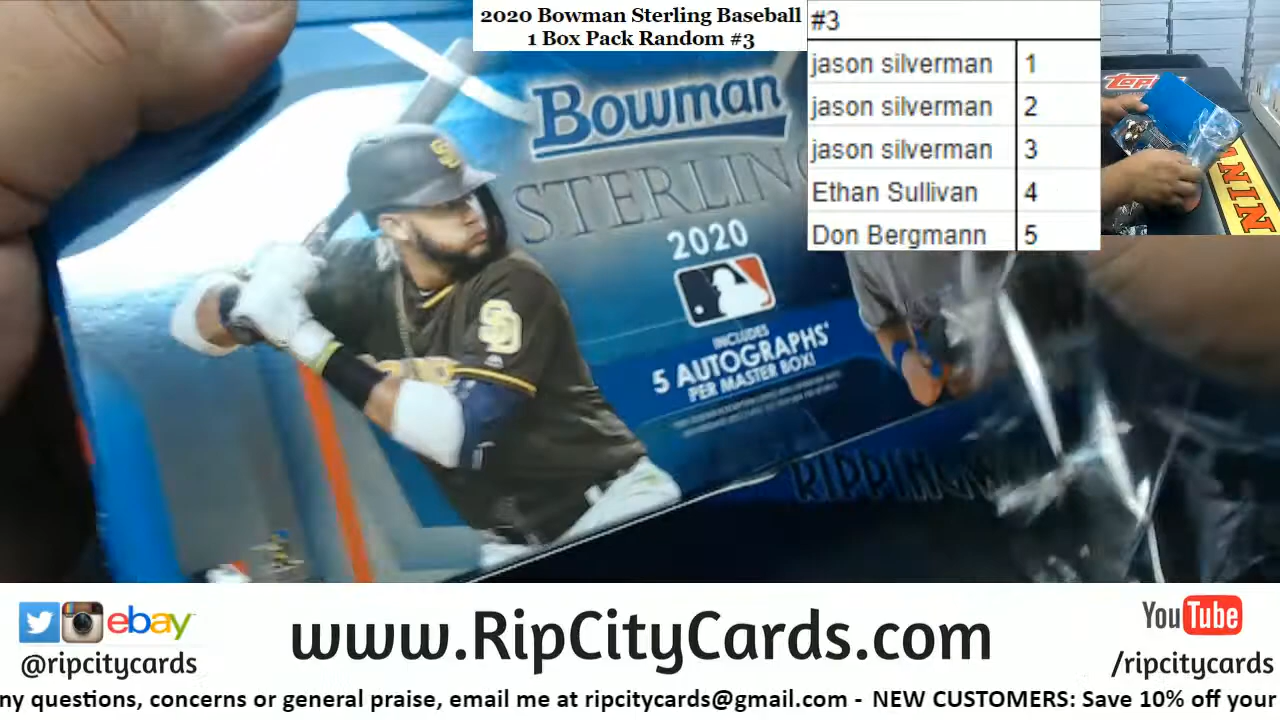 2020 Bowman Sterling Baseball
1 Box Pack Random #3
#3
jason silverman 1
jason silverman 2
jason silverman 3
Ethan Sullivan 4
Don Bergmann 5
topps
Bowman
STERLING
2020
INCLUDES
5 AUTOGRAPHS*
PER MASTER BOX!
SD
ebay
@ripcitycards
www.RipCityCards.com
YouTube
/ripcitycards
ny questions, concerns or general praise, email me at ripcitycards@gmail.com - NEW CUSTOMERS: Save 10% off your